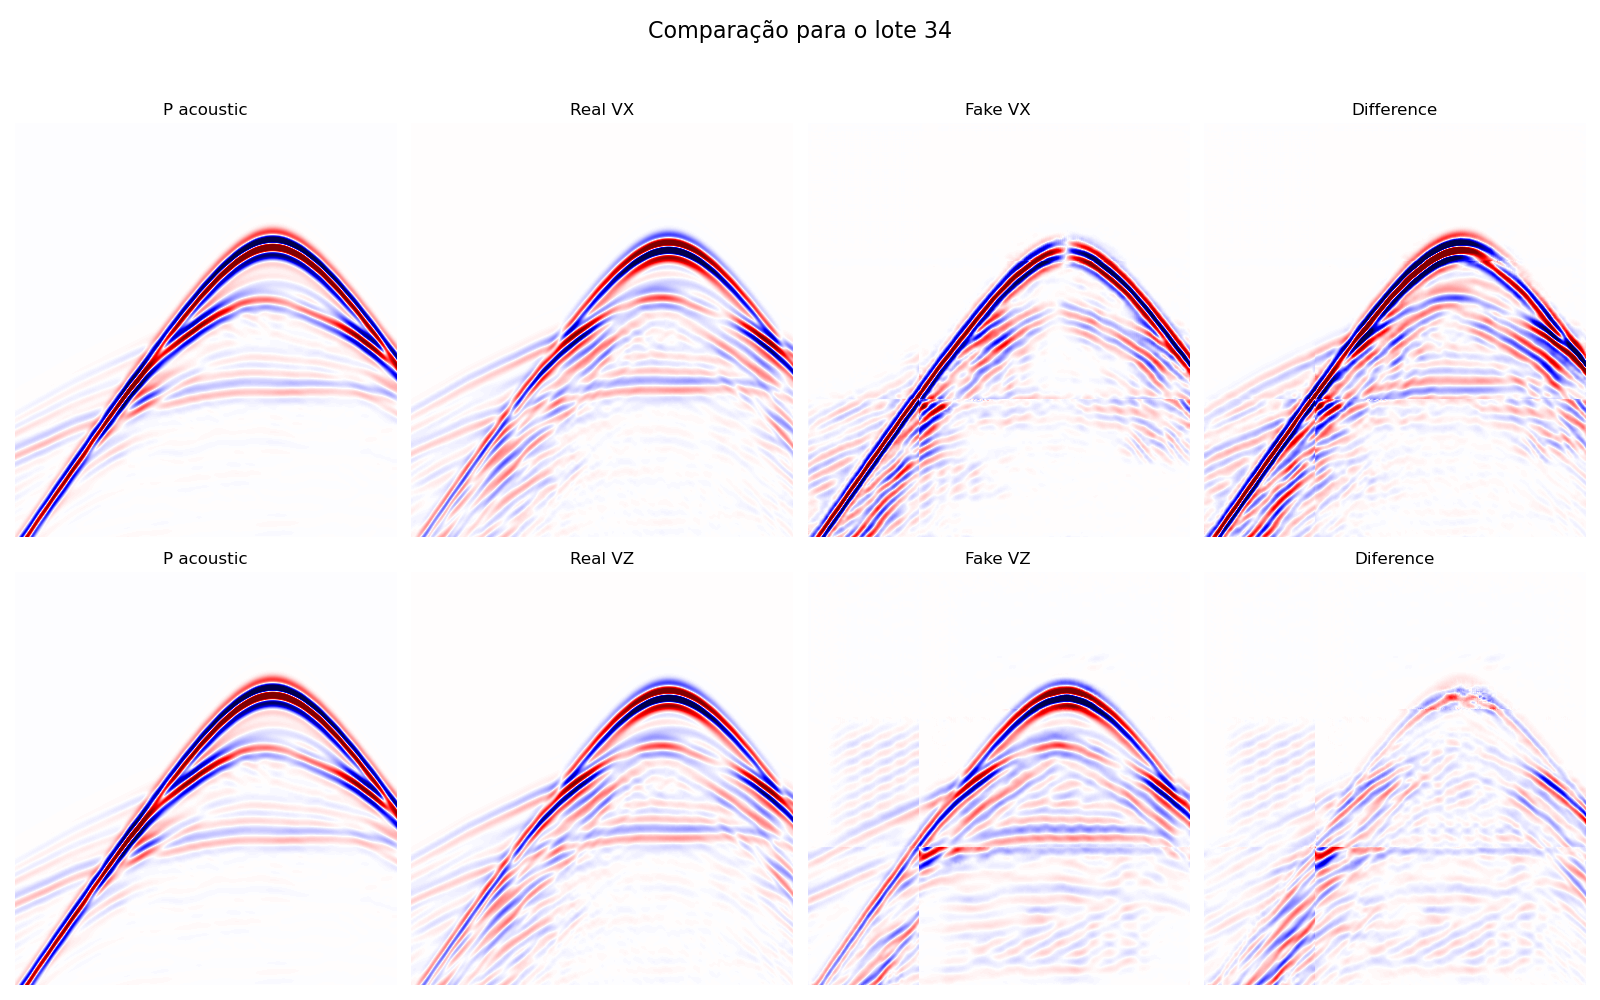 Comparação para o lote 34
P acoustic
Real VX
Fake VX
Difference
P acoustic
Real VZ
Fake VZ
Diference